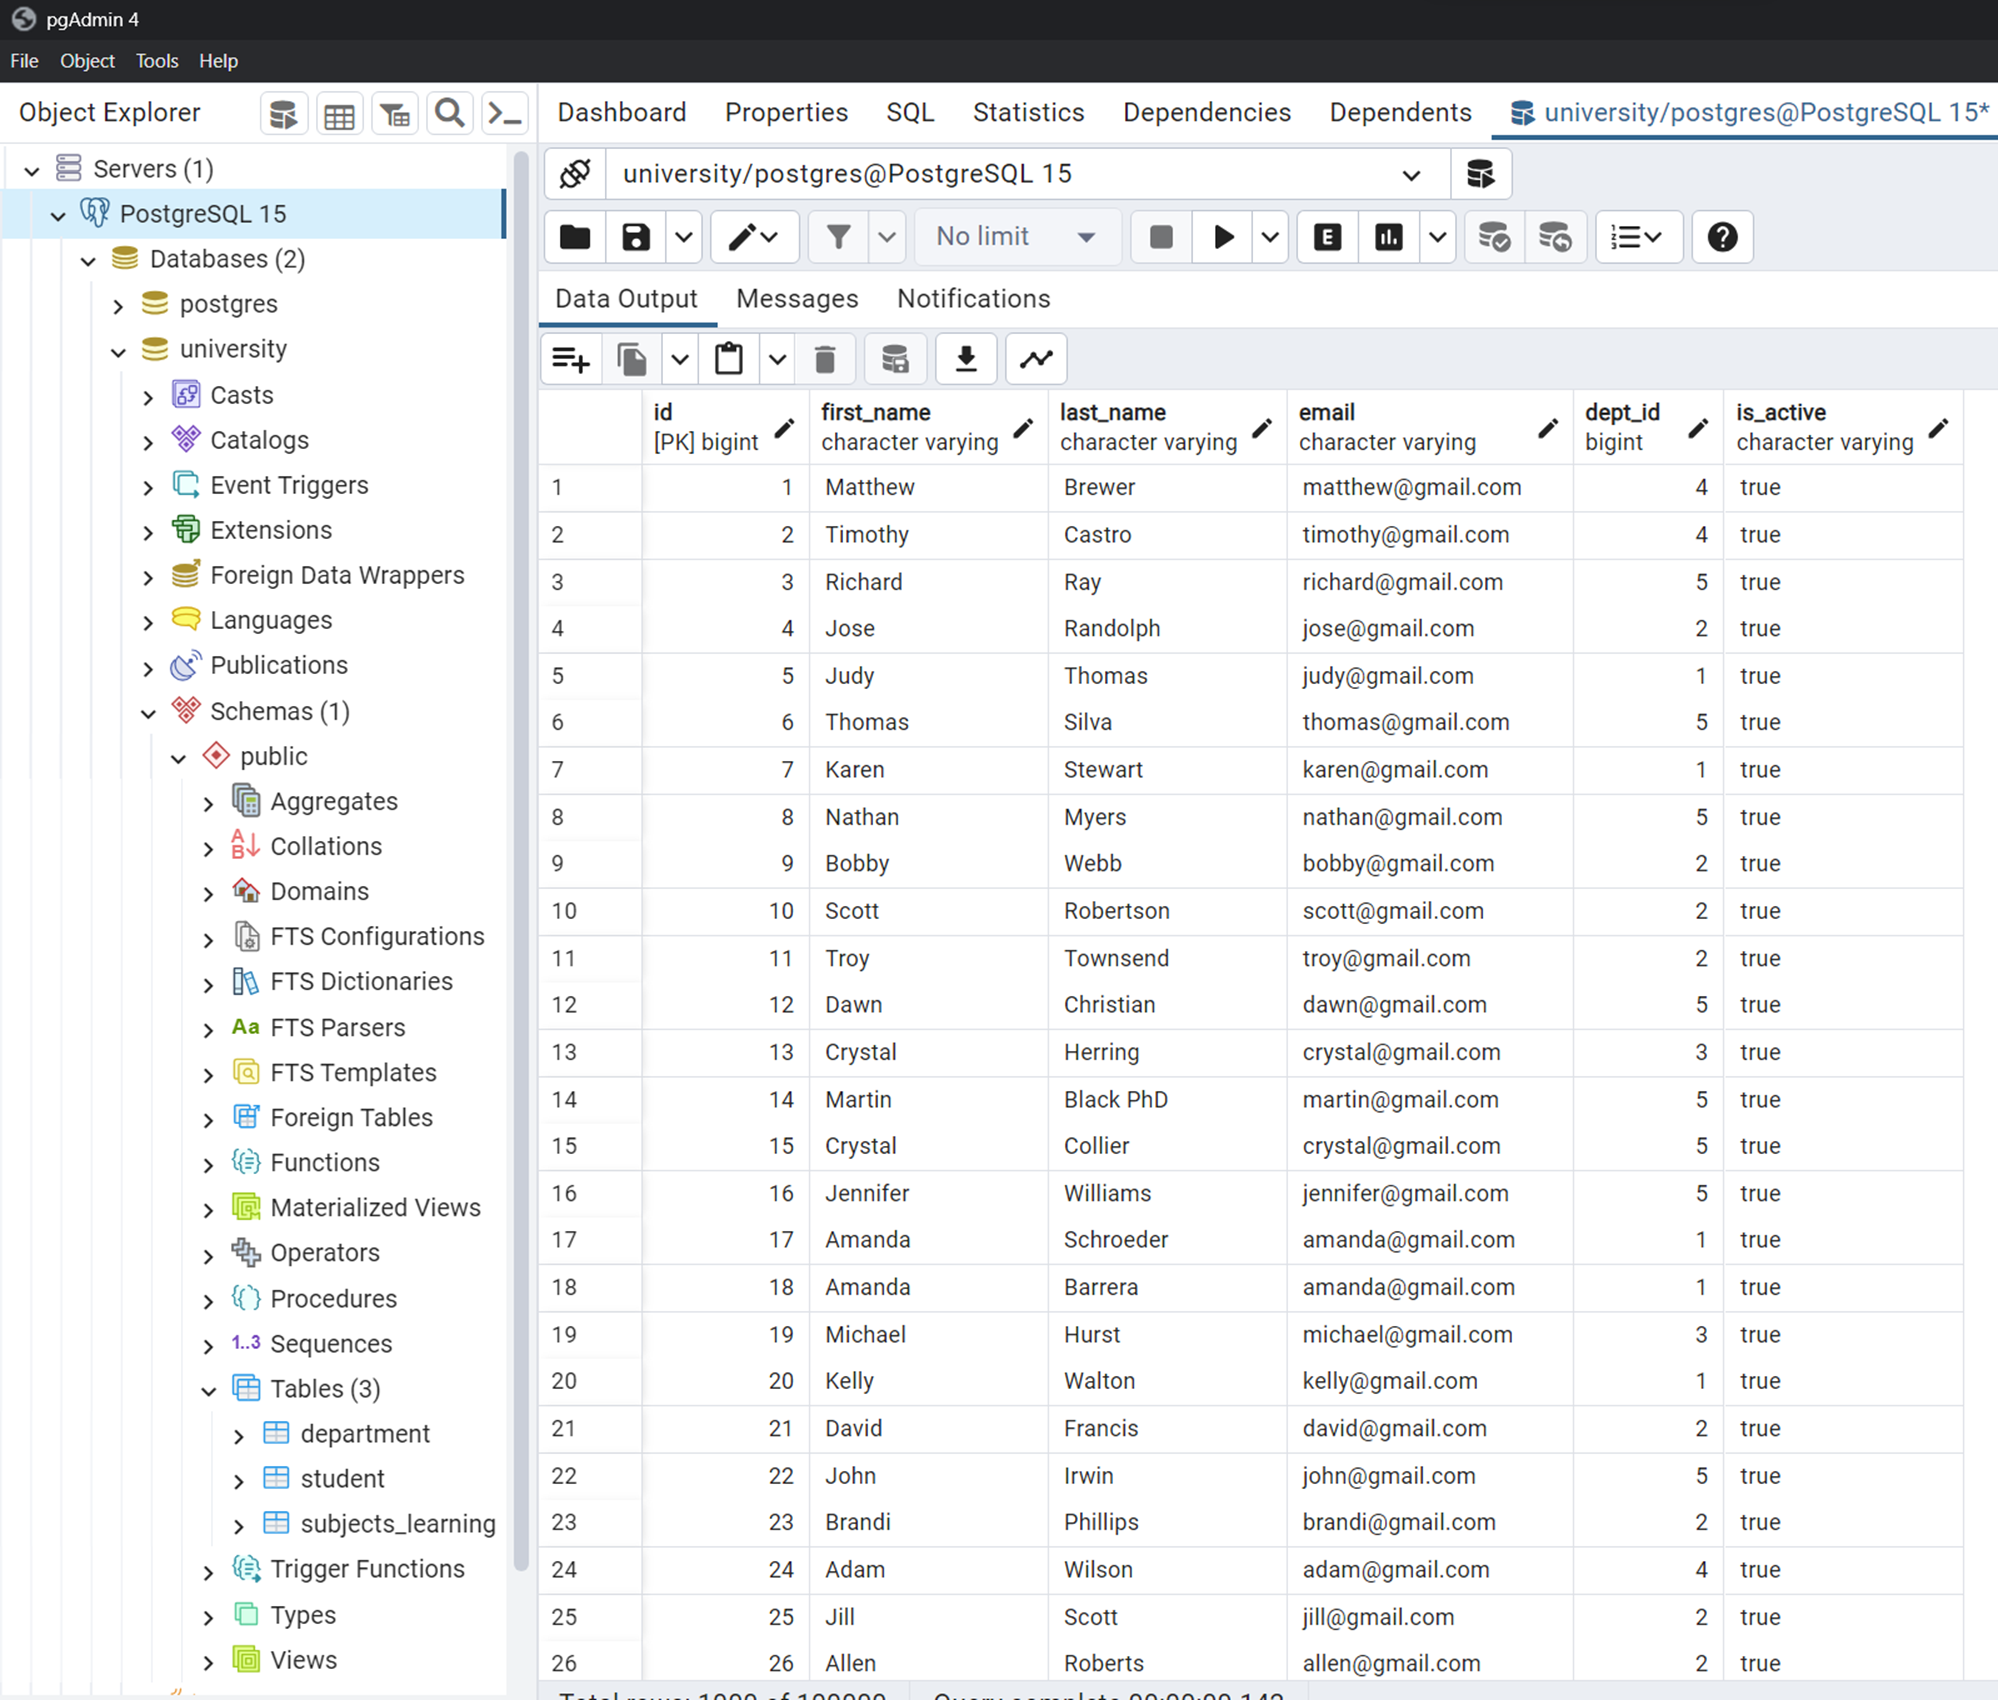 pgAdmin 4
File Object Tools Help
Object Explorer
Servers (1)
PostgreSQL 15
Databases (2)
postgres
university
Casts
Catalogs
Event Triggers
Extensions
Foreign Data Wrappers
Languages
Publications
Schemas (1)
public
Aggregates
Collations
Domains
FTS Configurations
FTS Dictionaries
Aa FTS Parsers
FTS Templates
Foreign Tables
Functions
Materialized Views
Operators
Procedures
1..3 Sequences
Tables (3)
department
student
subjects_learning
Trigger Functions
Types
Views
Dashboard Properties SQL Statistics Dependencies Dependents university/postgres@PostgreSQL 15*
university/postgres@PostgreSQL 15
No limit
Data Output Messages Notifications
id first_name last_name email dept_id is_active
[PK] bigint character varying character varying character varying bigint character varying
1 1 Matthew Brewer matthew@gmail.com 4 true
2 2 Timothy Castro timothy@gmail.com 4 true
3 3 Richard Ray richard@gmail.com 5 true
4 4 Jose Randolph jose@gmail.com 2 true
5 5 Judy Thomas judy@gmail.com 1 true
6 6 Thomas Silva thomas@gmail.com 5 true
7 7 Karen Stewart karen@gmail.com 1 true
8 8 Nathan Myers nathan@gmail.com 5 true
9 9 Bobby Webb bobby@gmail.com 2 true
10 10 Scott Robertson scott@gmail.com 2 true
11 11 Troy Townsend troy@gmail.com 2 true
12 12 Dawn Christian dawn@gmail.com 5 true
13 13 Crystal Herring crystal@gmail.com 3 true
14 14 Martin Black PhD martin@gmail.com 5 true
15 15 Crystal Collier crystal@gmail.com 5 true
16 16 Jennifer Williams jennifer@gmail.com 5 true
17 17 Amanda Schroeder amanda@gmail.com 1 true
18 18 Amanda Barrera amanda@gmail.com 1 true
19 19 Michael Hurst michael@gmail.com 3 true
20 20 Kelly Walton kelly@gmail.com 1 true
21 21 David Francis david@gmail.com 2 true
22 22 John Irwin john@gmail.com 5 true
23 23 Brandi Phillips brandi@gmail.com 2 true
24 24 Adam Wilson adam@gmail.com 4 true
25 25 Jill Scott jill@gmail.com 2 true
26 26 Allen Roberts allen@gmail.com 2 true
Total rows: of Query complete